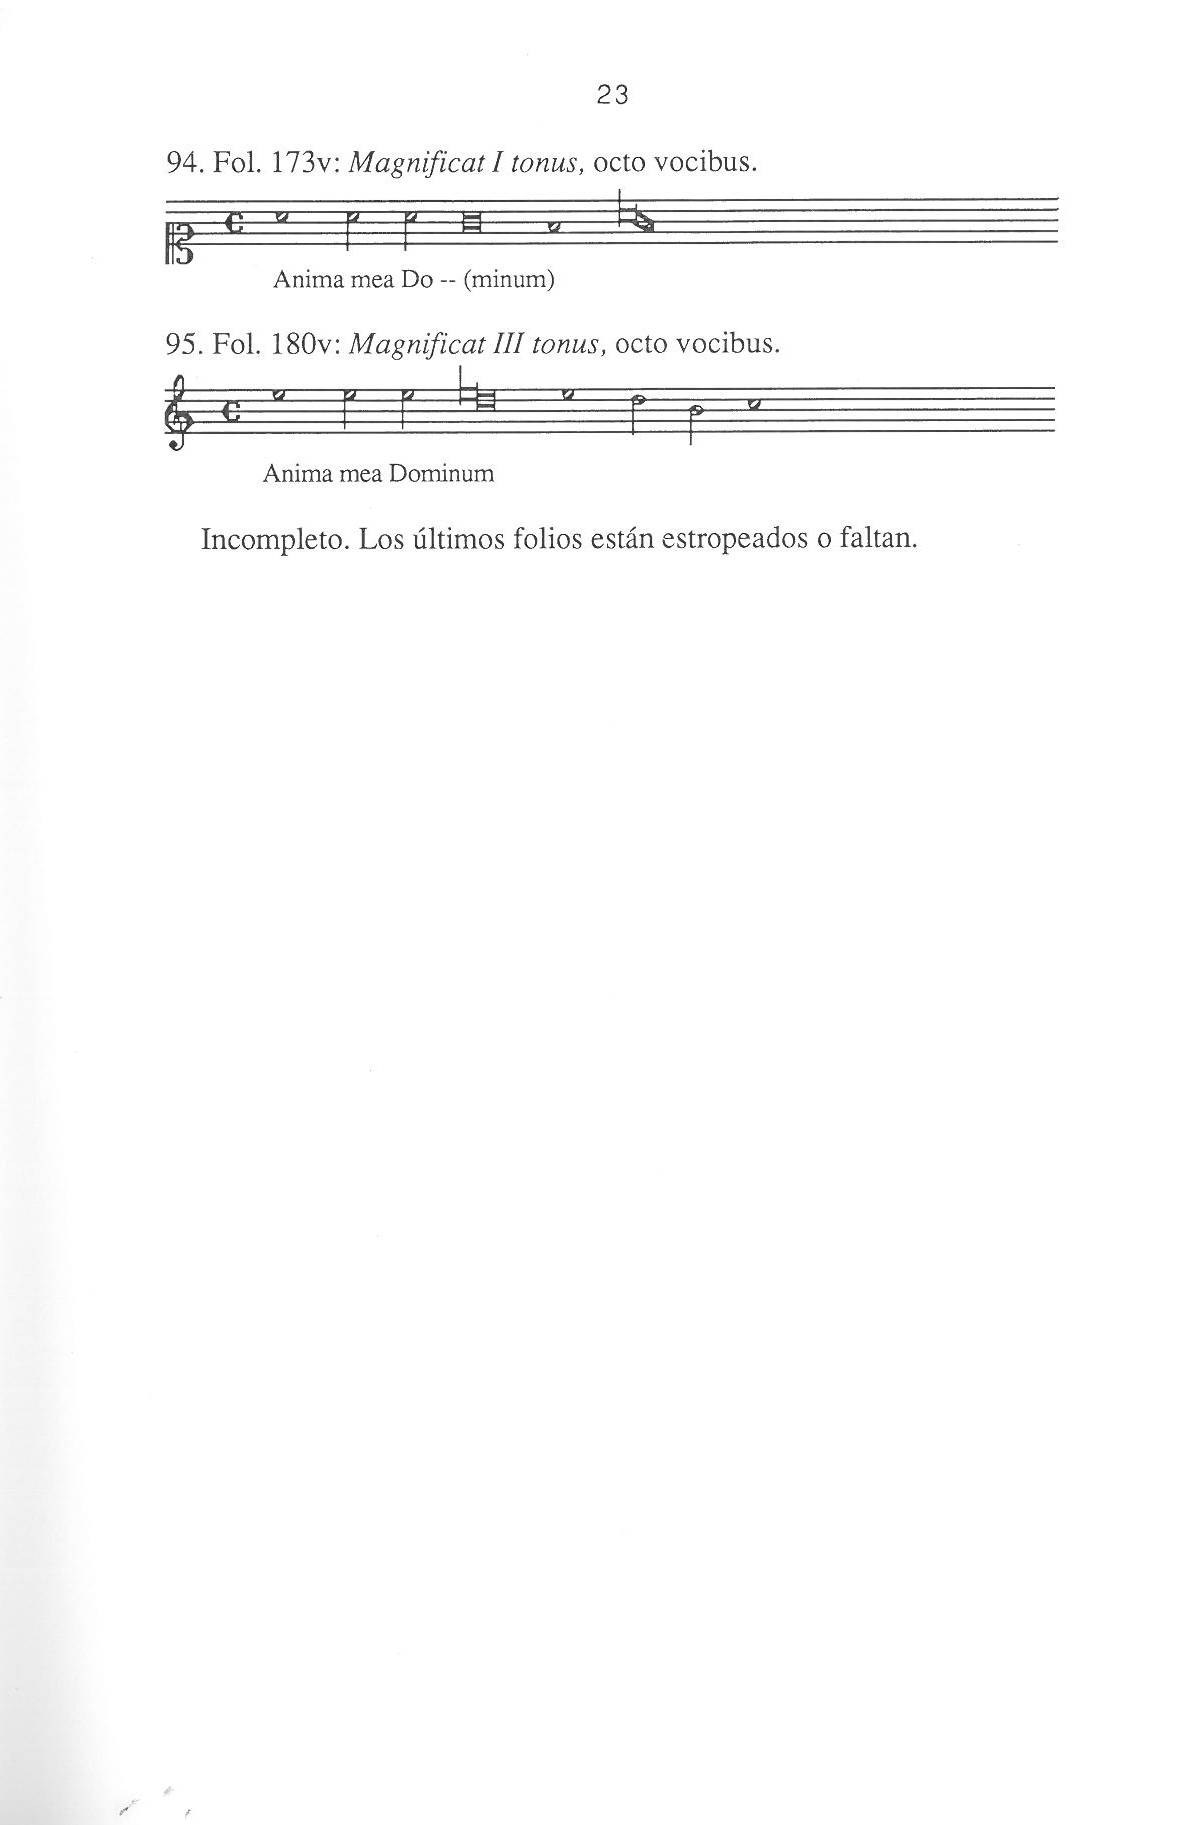 23
94. Fol. 173v: Magnificat I tonus, octo vocibus.
Anima mea Do -- (minum)
95. Fol. 180v: Magnificat III tonus, octo vocibus.
Anima mea Dominum
Incompleto. Los últimos folios están estropeados o faltan.